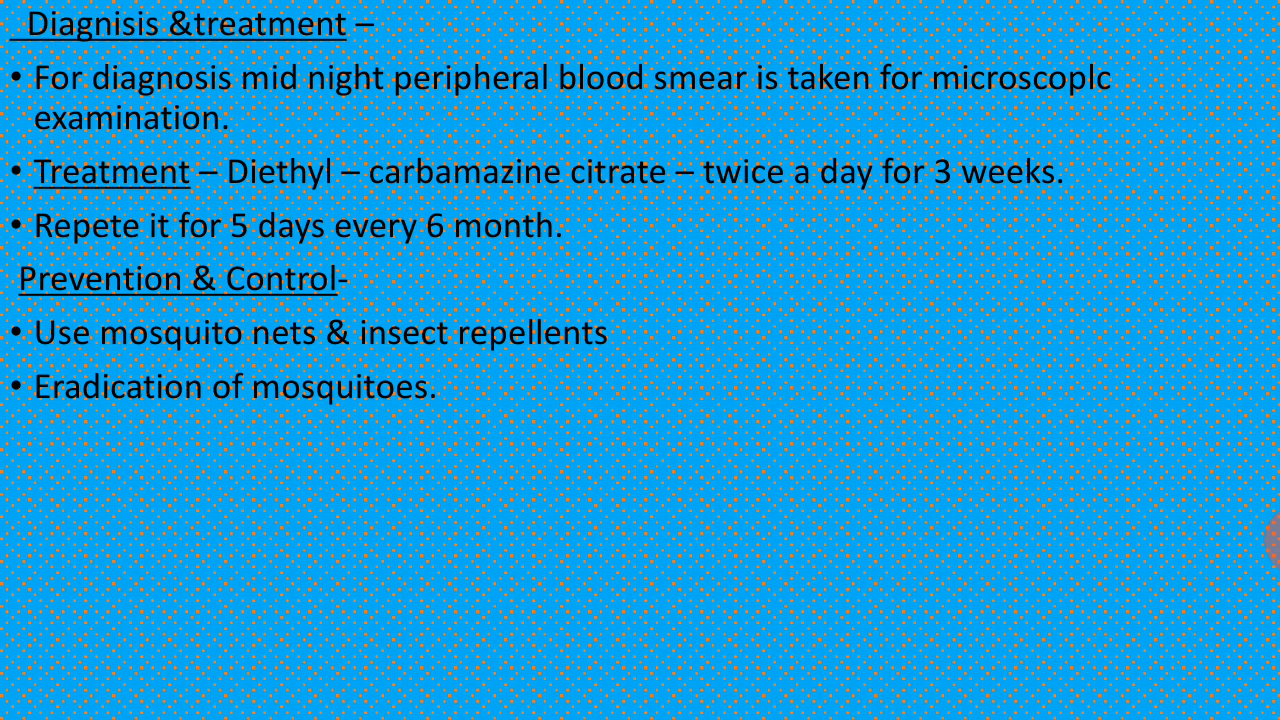 Diagnisis &treatment –
• For diagnosis mid night peripheral blood smear is taken for microscoplc
examination.
• Treatment – Diethyl – carbamazine citrate – twice a day for 3 weeks.
• Repete it for 5 days every 6 month.
Prevention & Control-
• Use mosquito nets & insect repellents
• Eradication of mosquitoes.